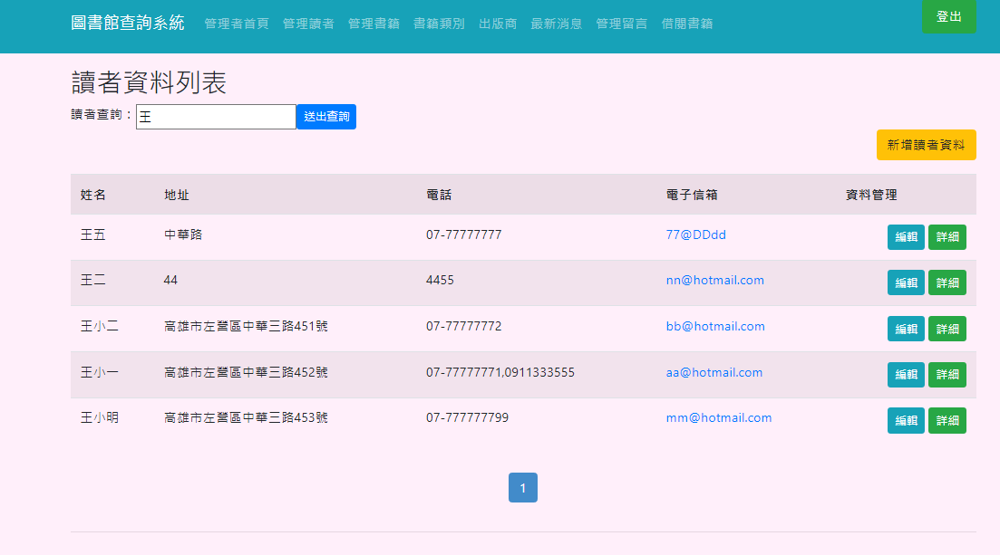 圖書館查詢系統 管理者首頁 管理讀者 管理書籍 書籍類別 出版商 最新消息 管理留言 借閱書籍 登出
讀者資料列表
讀者查詢： 王 送出查詢
新增讀者資料
姓名 地址 電話 電子信箱 資料管理
王五 中華路 07-77777777 77@DDdd 編輯 詳細
王二 44 4455 nn@hotmail.com 編輯 詳細
王小二 高雄市左營區中華三路451號 07-77777772 bb@hotmail.com 編輯 詳細
王小一 高雄市左營區中華三路452號 07-77777771,0911333555 aa@hotmail.com 編輯 詳細
王小明 高雄市左營區中華三路453號 07-777777799 mm@hotmail.com 編輯 詳細
1